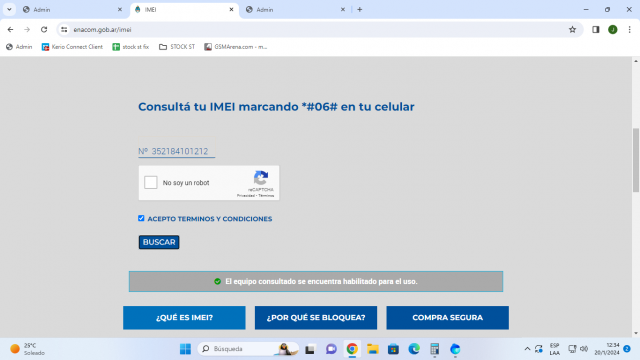 Admin
IMEI
Admin
enacom.gob.ar/imei
J
Admin
Kerio Connect Client
stock st fix
STOCK ST
GSMArena.com - m...
Consultá tu IMEI marcando *#06# en tu celular
Nº 352184101212
No soy un robot
reCAPTCHA
Privacidad - Términos
ACEPTO TERMINOS Y CONDICIONES
BUSCAR
El equipo consultado se encuentra habilitado para el uso.
¿QUÉ ES IMEI?
¿POR QUÉ SE BLOQUEA?
COMPRA SEGURA
25°C
Soleado
Búsqueda
ESP
LAA
12:34
20/1/2024